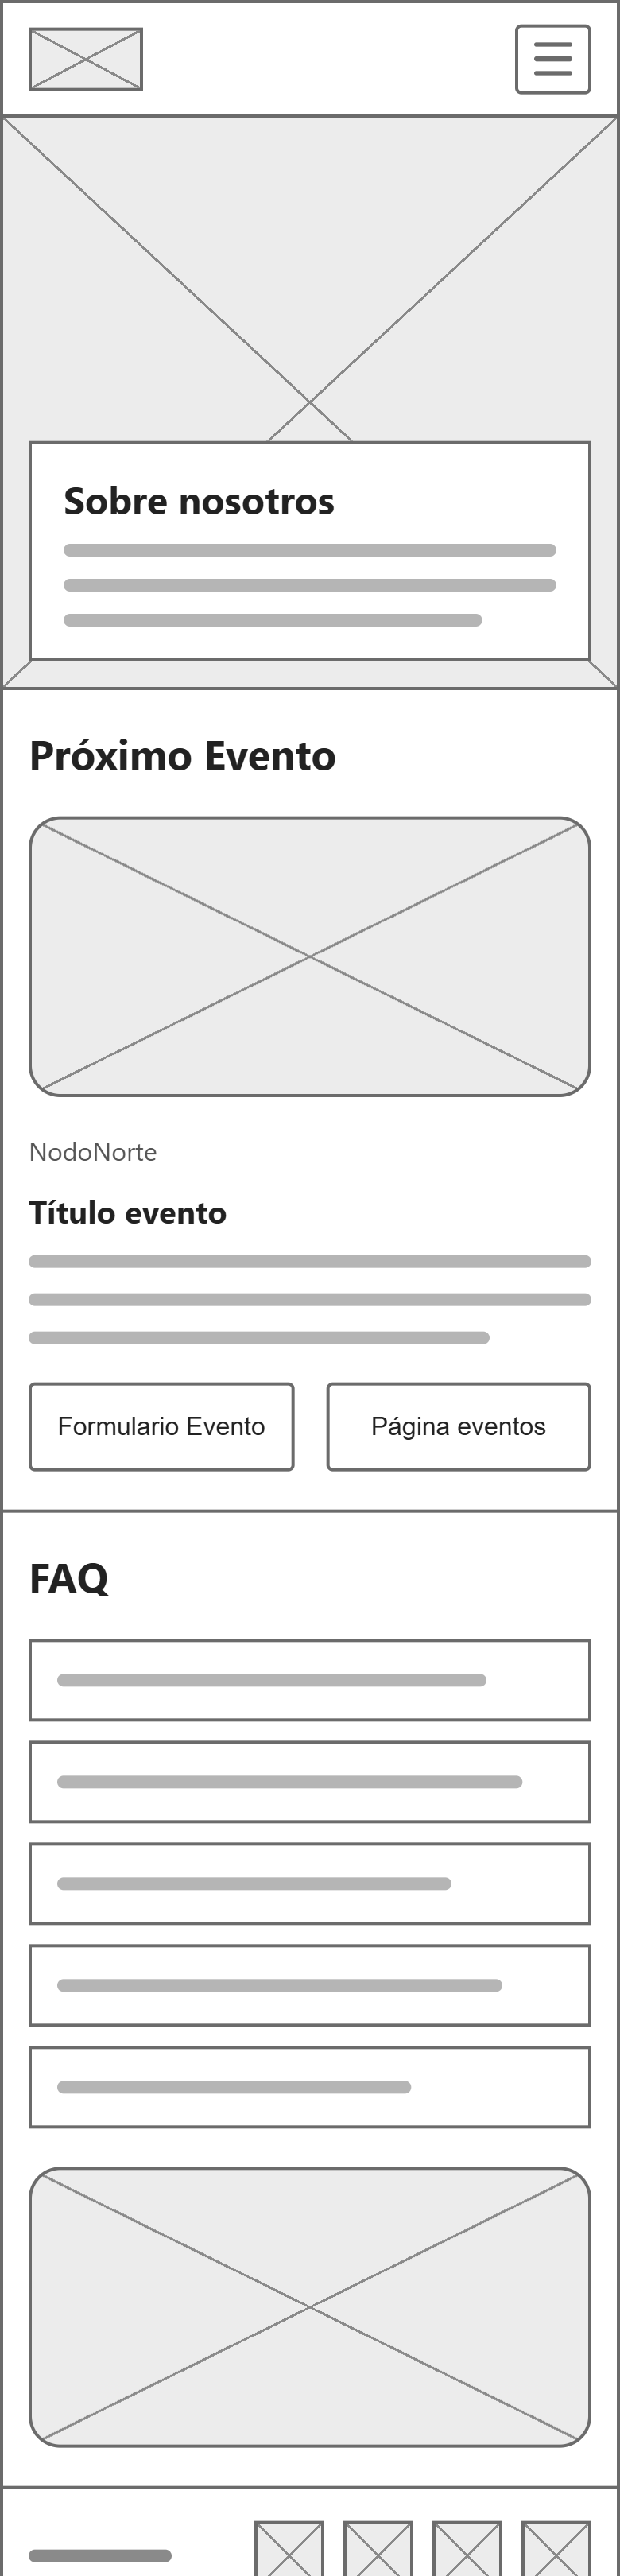 Sobre nosotros
Próximo Evento
NodoNorte
Título evento
Formulario Evento
Página eventos
FAQ